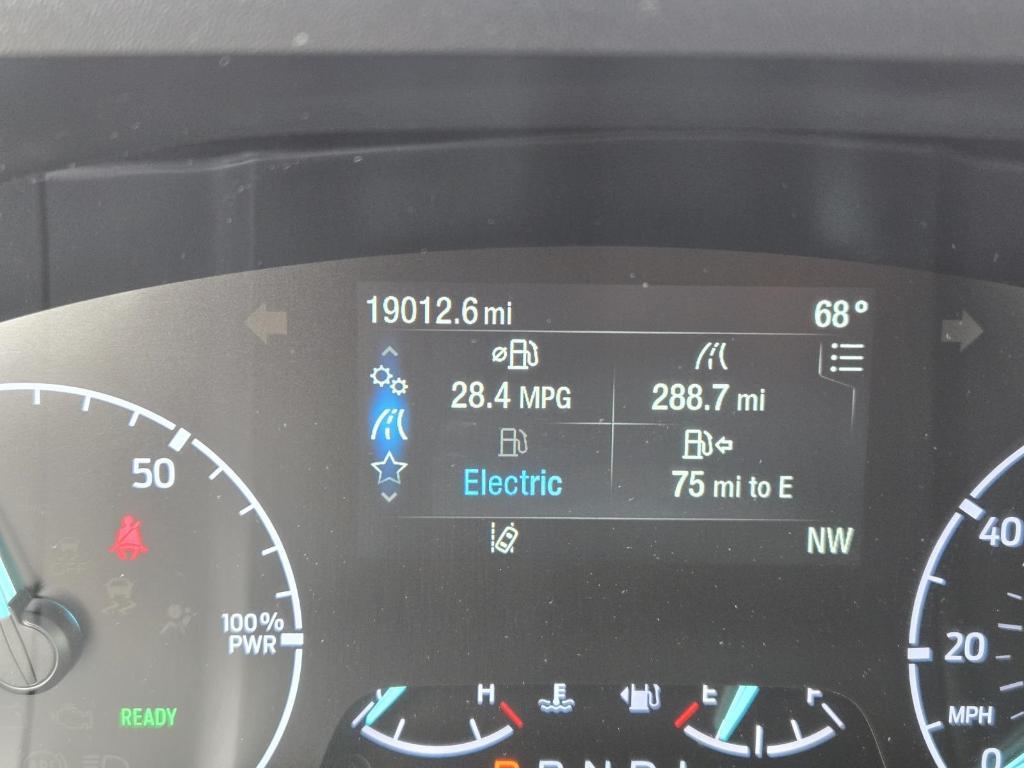 19012.6 mi 68°
28.4 MPG 288.7 mi
Electric 75 mi to E
NW
50
40
100%
PWR
20
READY
H E F
MPH
0